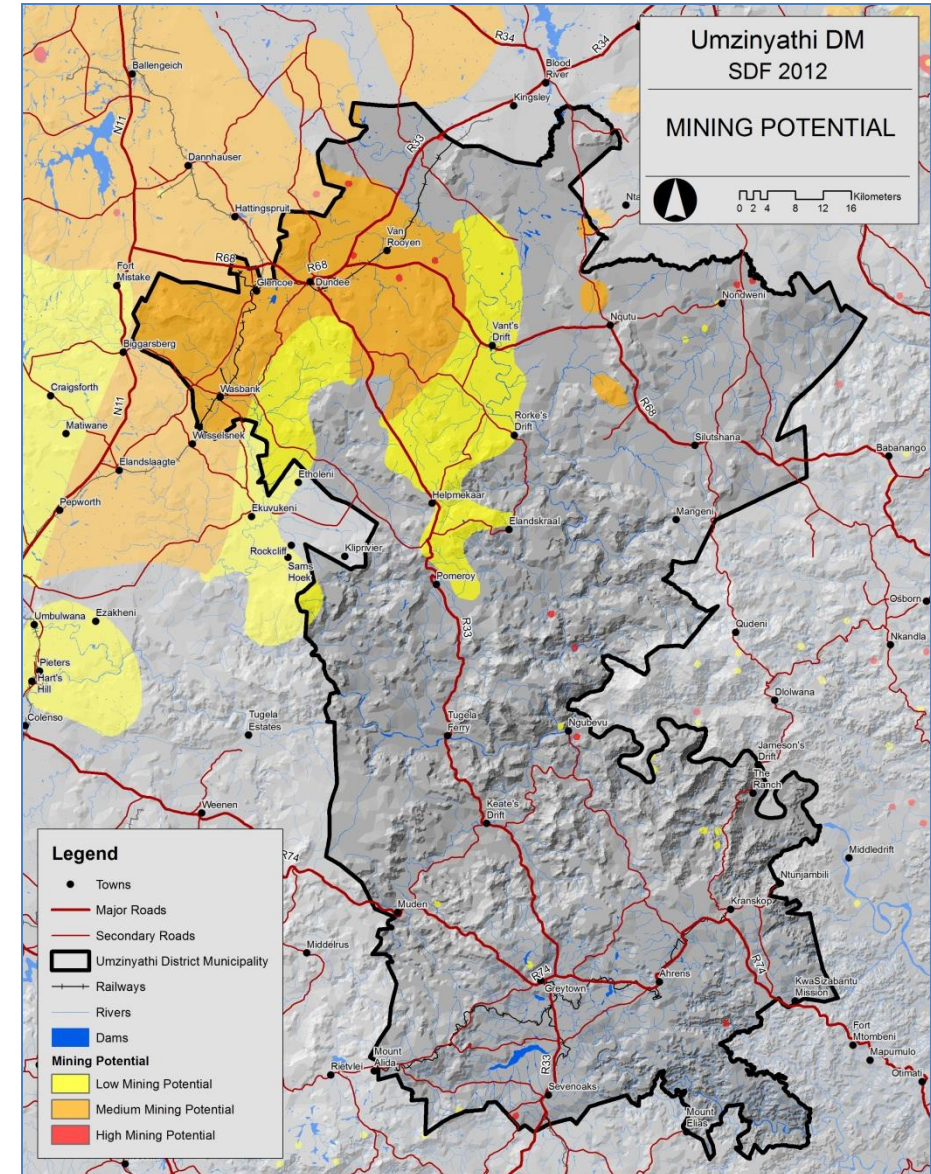 Umzinyathi DM
SDF 2012
MINING POTENTIAL
Kilometers
0 2 4 8 12 16
R34
R34
Blood
River
Ballengeich
Kingsley
N11
R33
Dannhauser
Nta
Hattingspruit
Van
Rooyen
R68
R68
Fort
Mistake
Glencoe
Dundee
Nondweni
Nqutu
Vant's
Drift
Biggarsberg
Craigsforth
Wasbank
N11
R68
Matiwane
Rorke's
Drift
Wesselsnek
Silutshana
Babanango
Elandslaagte
Etholeni
Pepworth
Helpmekaar
Ekuvukeni
Elandskraal
Mangeni
Rockcliff
Kliprivier
Sams
Hoek
Pomeroy
Osborn
Umbulwana
Ezakheni
R33
Qudeni
Nkandla
Pieters
Hart's
Hill
Dlolwana
Colenso
Tugela
Estates
Tugela
Ferry
Ngubevu
Jameson's
Drift
The
Ranch
Weenen
Keate's
Drift
R74
Middledrift
Ntunjambili
Muden
Kranskop
Middelrus
R74
R74
Greytown
Ahrens
KwaSizabantu
Mission
Fort
Mtombeni
Mapumulo
Otimati
Mount
Alida
Rietvlei
R33
Sevenoaks
Mount
Elias
Legend
Towns
Major Roads
Secondary Roads
Umzinyathi District Municipality
Railways
Rivers
Dams
Mining Potential
Low Mining Potential
Medium Mining Potential
High Mining Potential